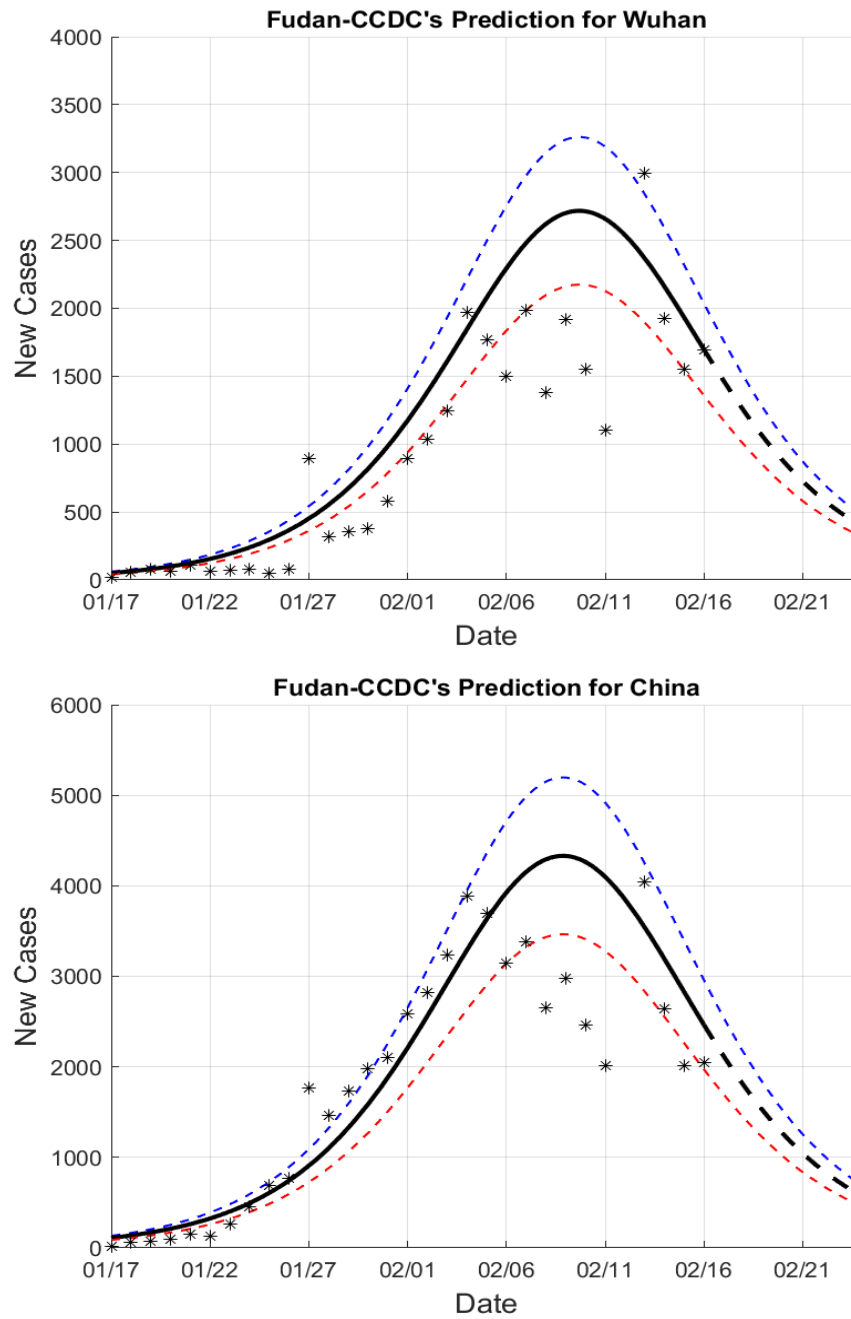 Fudan-CCDC's Prediction for Wuhan
4000
3500
3000
2500
2000
1500
1000
500
0
New Cases
01/17 01/22 01/27 02/01 02/06 02/11 02/16 02/21
Date
Fudan-CCDC's Prediction for China
6000
5000
4000
3000
2000
1000
0
New Cases
01/17 01/22 01/27 02/01 02/06 02/11 02/16 02/21
Date